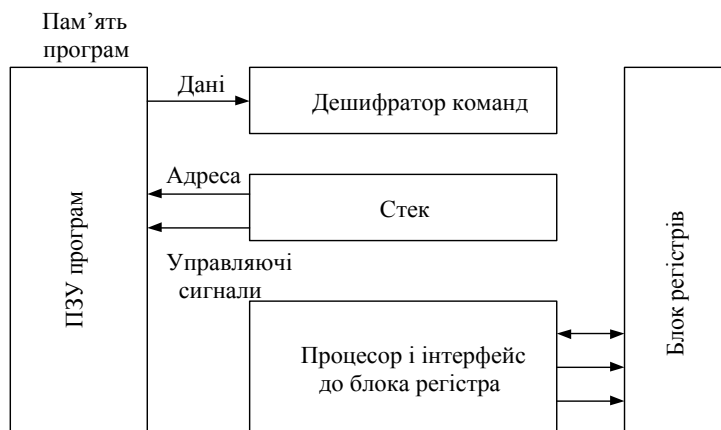 Пам’ять
програм
Дані
Дешифратор команд
Адреса
Стек
Управляючі
сигнали
ПЗУ програм
Процесор і інтерфейс
до блока регістра
Блок регістрів